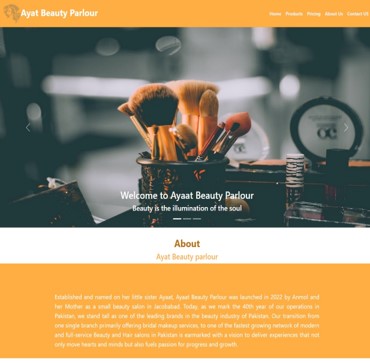 Ayat Beauty Parlour
Home Products Pricing About Us Contact US
Welcome to Ayaat Beauty Parlour
Beauty is the illumination of the soul
About
Ayat Beauty parlour
Established and named on her little sister Ayaat, Ayaat Beauty Parlour was launched in 2022 by Anmol and
her Mother as a small beauty salon in Jacobabad. Today, as we mark the 40th year of our operations in
Pakistan, we stand tall as one of the leading brands in the beauty industry of Pakistan. Our transition from
one single branch primarily offering bridal makeup services, to one of the fastest growing network of modern
and full-service Beauty and Hair salons in Pakistan is earmarked with a vision to deliver experiences that not
only move hearts and minds but also fuels passion for progress and growth.